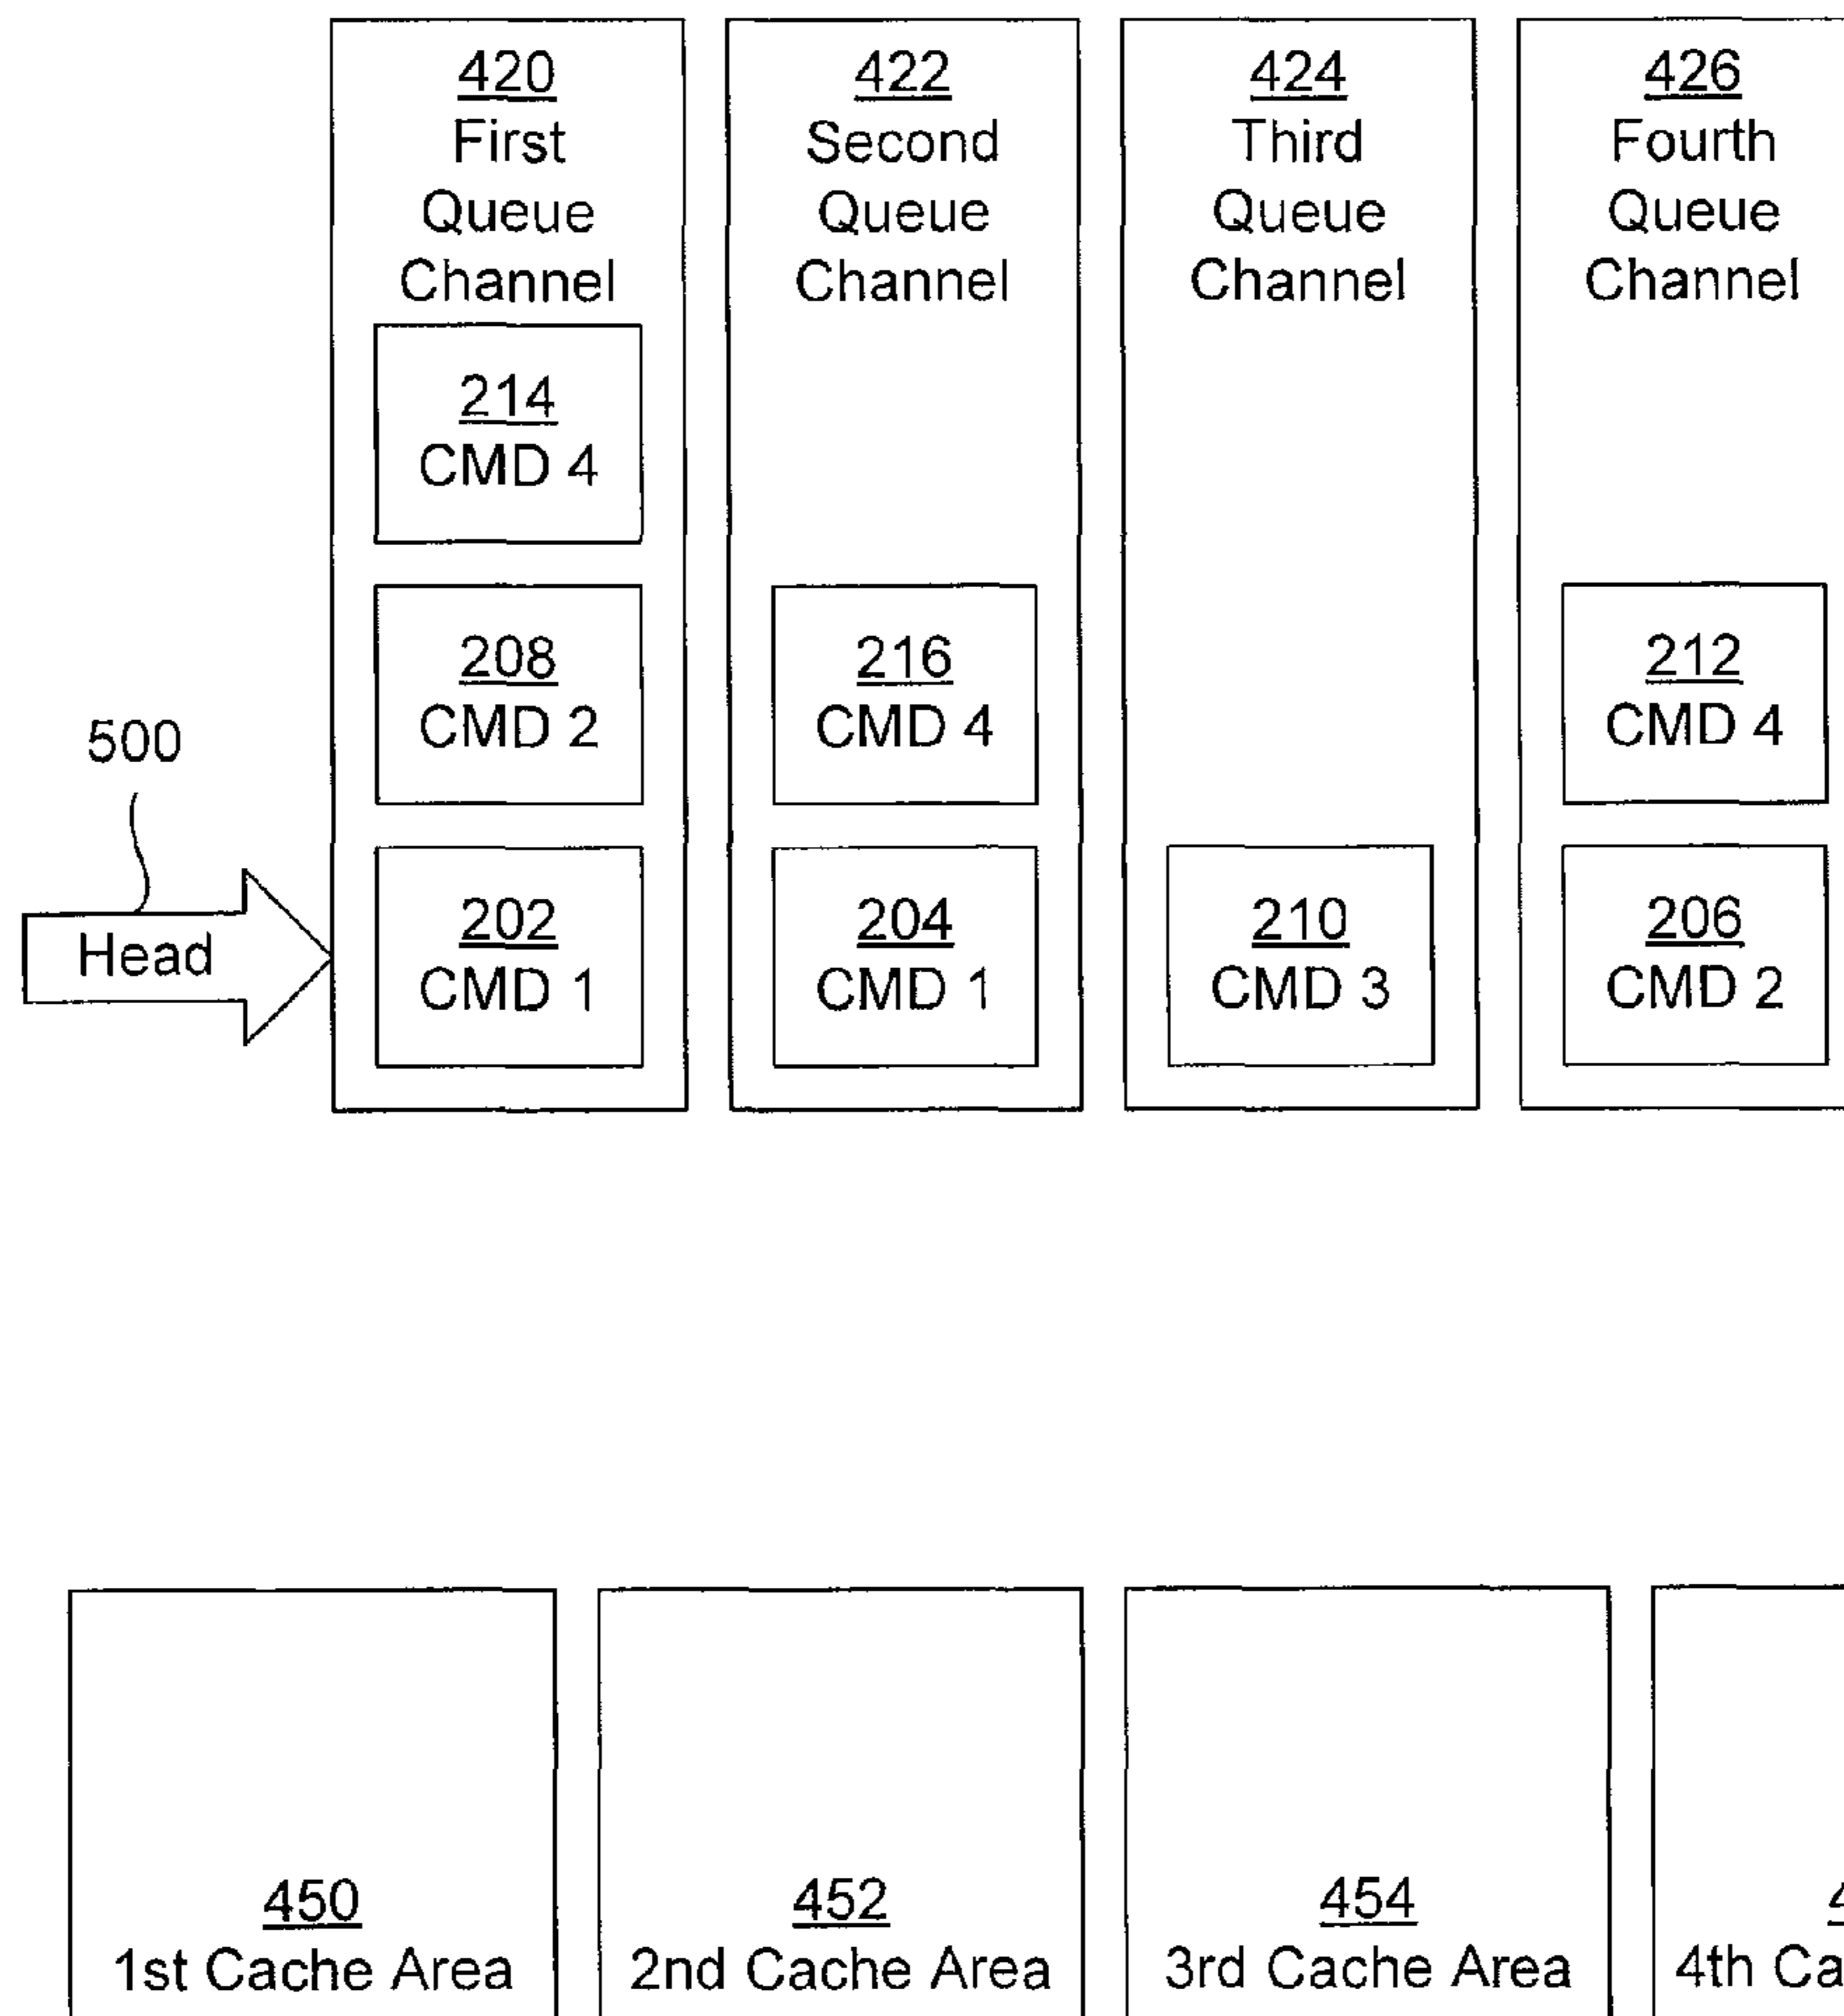 420
First
Queue
Channel
214
CMD 4
208
CMD 2
202
CMD 1
422
Second
Queue
Channel
216
CMD 4
204
CMD 1
424
Third
Queue
Channel
210
CMD 3
426
Fourth
Queue
Channel
212
CMD 4
206
CMD 2
500
Head
450
1st Cache Area
452
2nd Cache Area
454
3rd Cache Area
4th